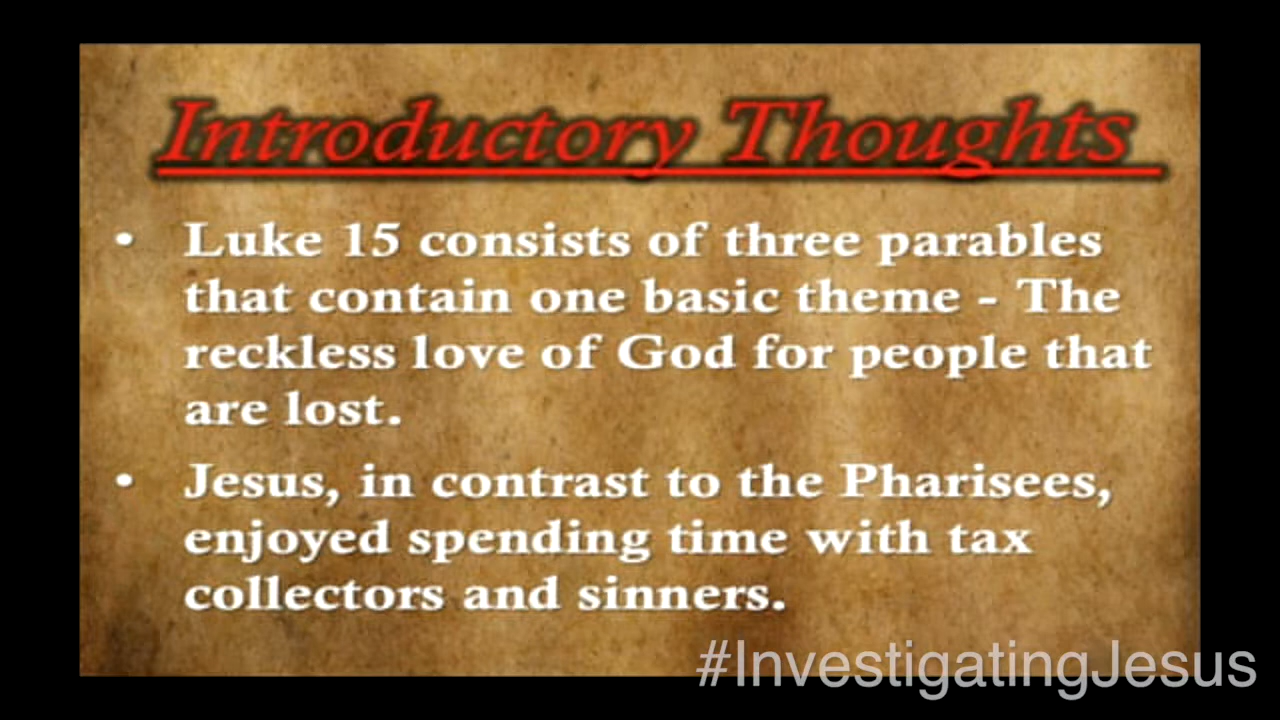 Introductory Thoughts
• Luke 15 consists of three parables
that contain one basic theme - The
reckless love of God for people that
are lost.
• Jesus, in contrast to the Pharisees,
enjoyed spending time with tax
collectors and sinners.
#InvestigatingJesus